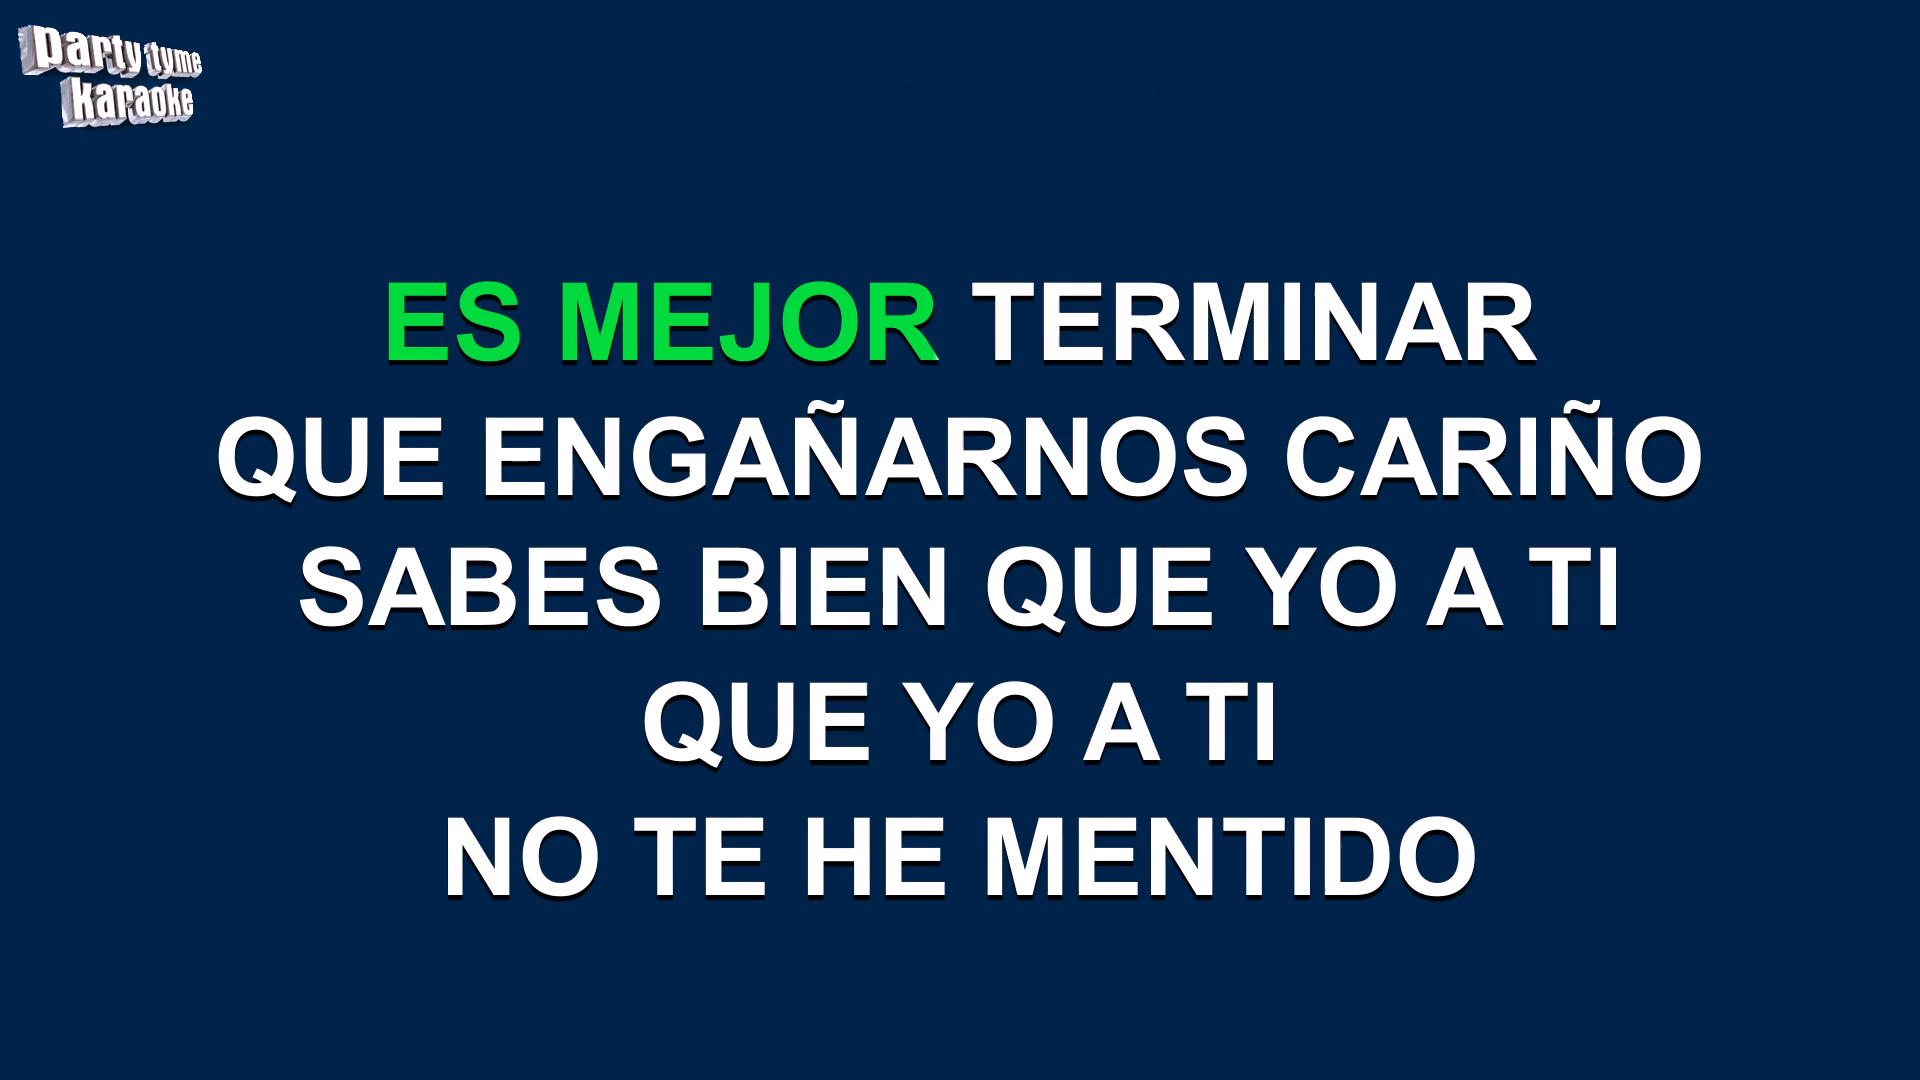 party tyme
karaoke
ES MEJOR TERMINAR
QUE ENGAÑARNOS CARIÑO
SABES BIEN QUE YO A TI
QUE YO A TI
NO TE HE MENTIDO